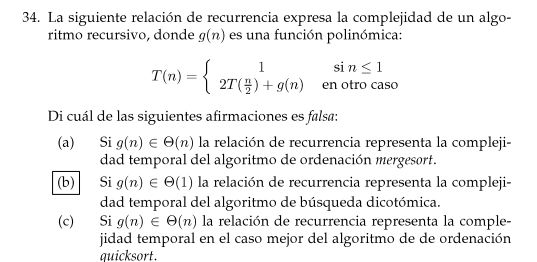 34. La siguiente relación de recurrencia expresa la complejidad de un algo-
ritmo recursivo, donde g(n) es una función polinómica:
T(n) = { 1 si n ≤ 1
2T(n/2) + g(n) en otro caso
Di cuál de las siguientes afirmaciones es falsa:
(a) Si g(n) ∈ Θ(n) la relación de recurrencia representa la compleji-
dad temporal del algoritmo de ordenación mergesort.
(b) Si g(n) ∈ Θ(1) la relación de recurrencia representa la compleji-
dad temporal del algoritmo de búsqueda dicotómica.
(c) Si g(n) ∈ Θ(n) la relación de recurrencia representa la comple-
jidad temporal en el caso mejor del algoritmo de de ordenación
quicksort.